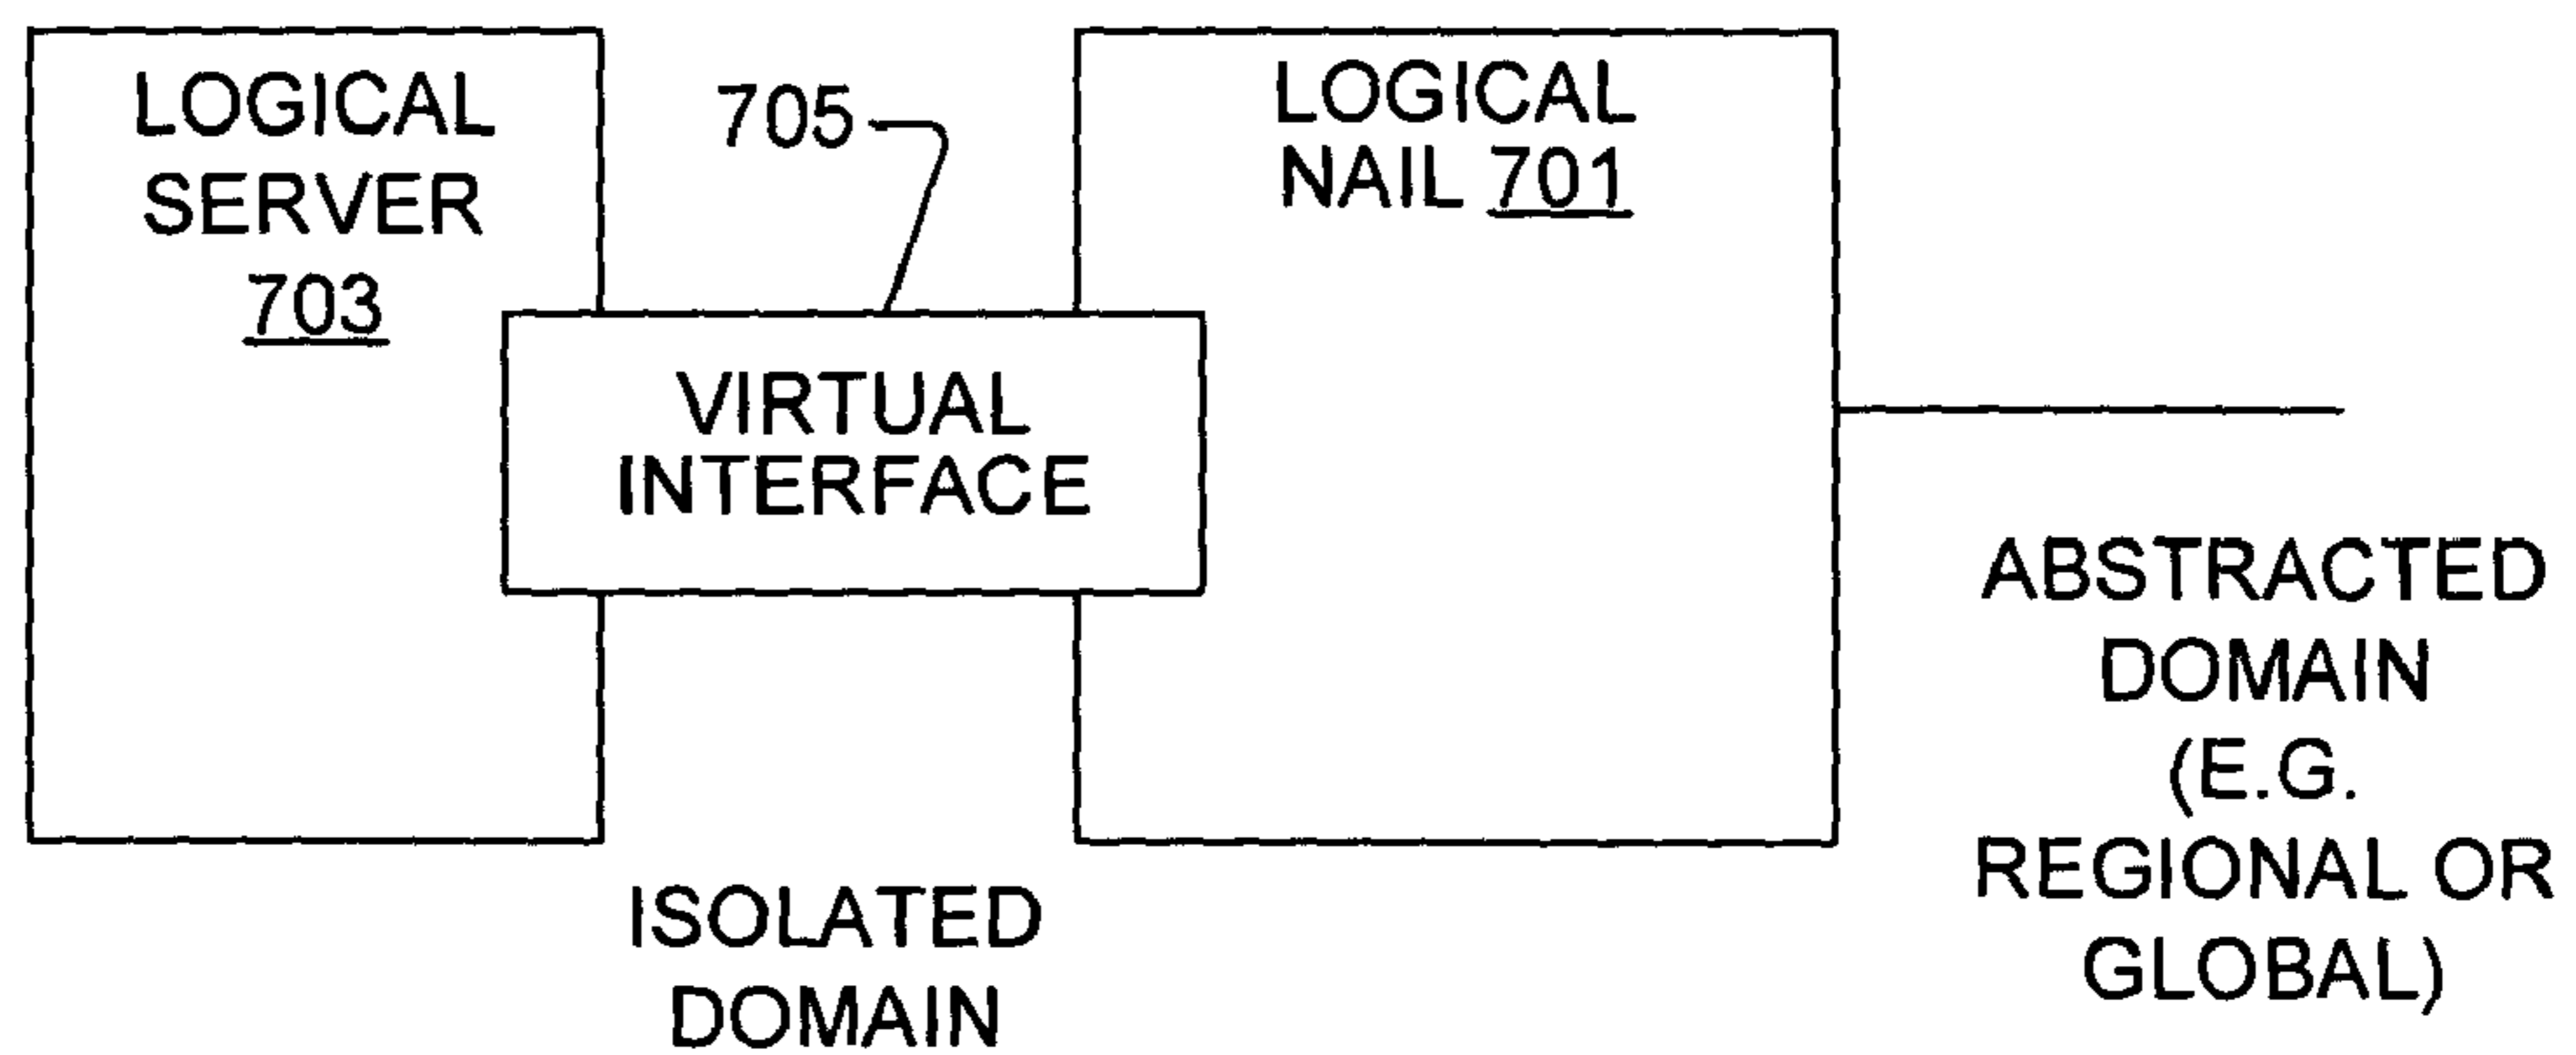 LOGICAL
SERVER
703
705
LOGICAL
NAIL 701
VIRTUAL
INTERFACE
ISOLATED
DOMAIN
ABSTRACTED
DOMAIN
(E.G.
REGIONAL OR
GLOBAL)